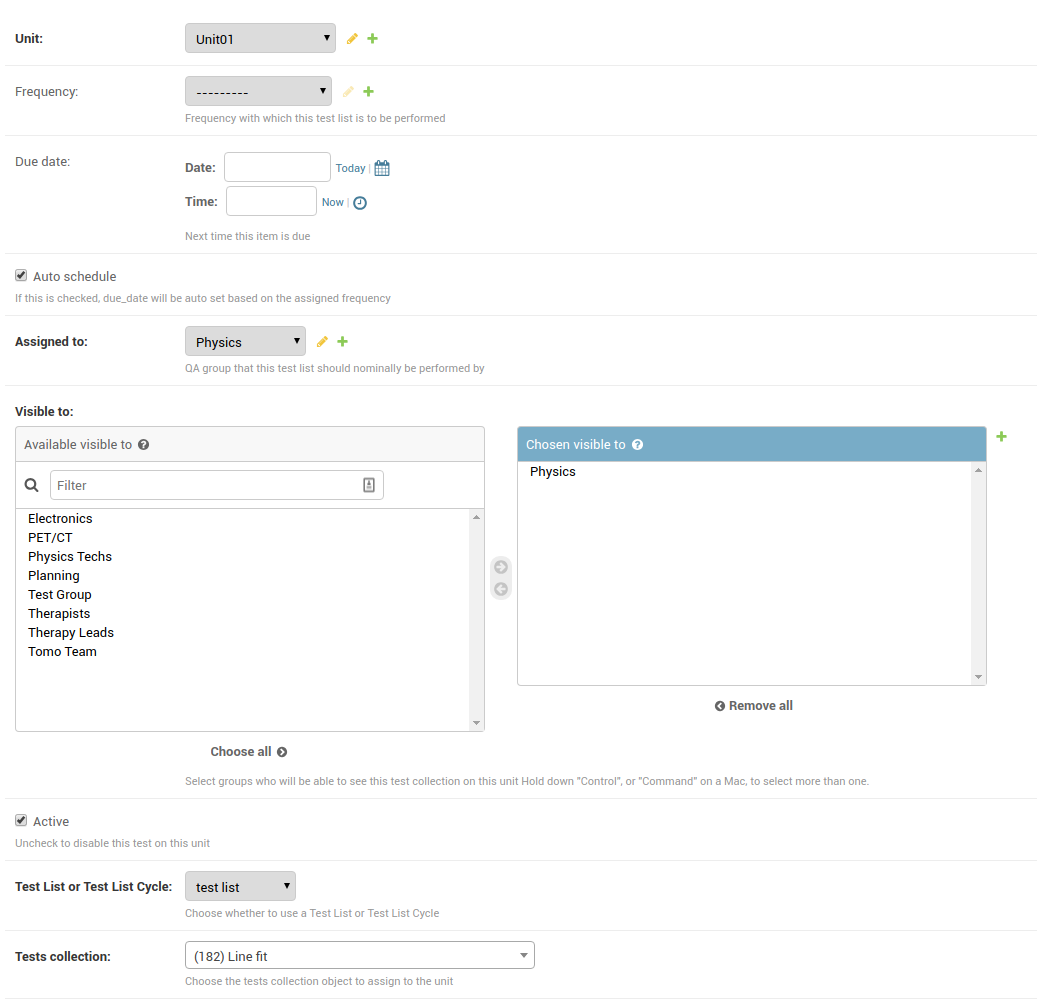 Unit: Unit01
Frequency: ---------
Frequency with which this test list is to be performed
Due date: Date: Today |
Time: Now |
Next time this item is due
Auto schedule
If this is checked, due_date will be auto set based on the assigned frequency
Assigned to: Physics
QA group that this test list should nominally be performed by
Visible to:
Available visible to
Filter
Electronics
PET/CT
Physics Techs
Planning
Test Group
Therapists
Therapy Leads
Tomo Team
Choose all
Chosen visible to
Physics
Remove all
Select groups who will be able to see this test collection on this unit Hold down "Control", or "Command" on a Mac, to select more than one.
Active
Uncheck to disable this test on this unit
Test List or Test List Cycle: test list
Choose whether to use a Test List or Test List Cycle
Tests collection: (182) Line fit
Choose the tests collection object to assign to the unit